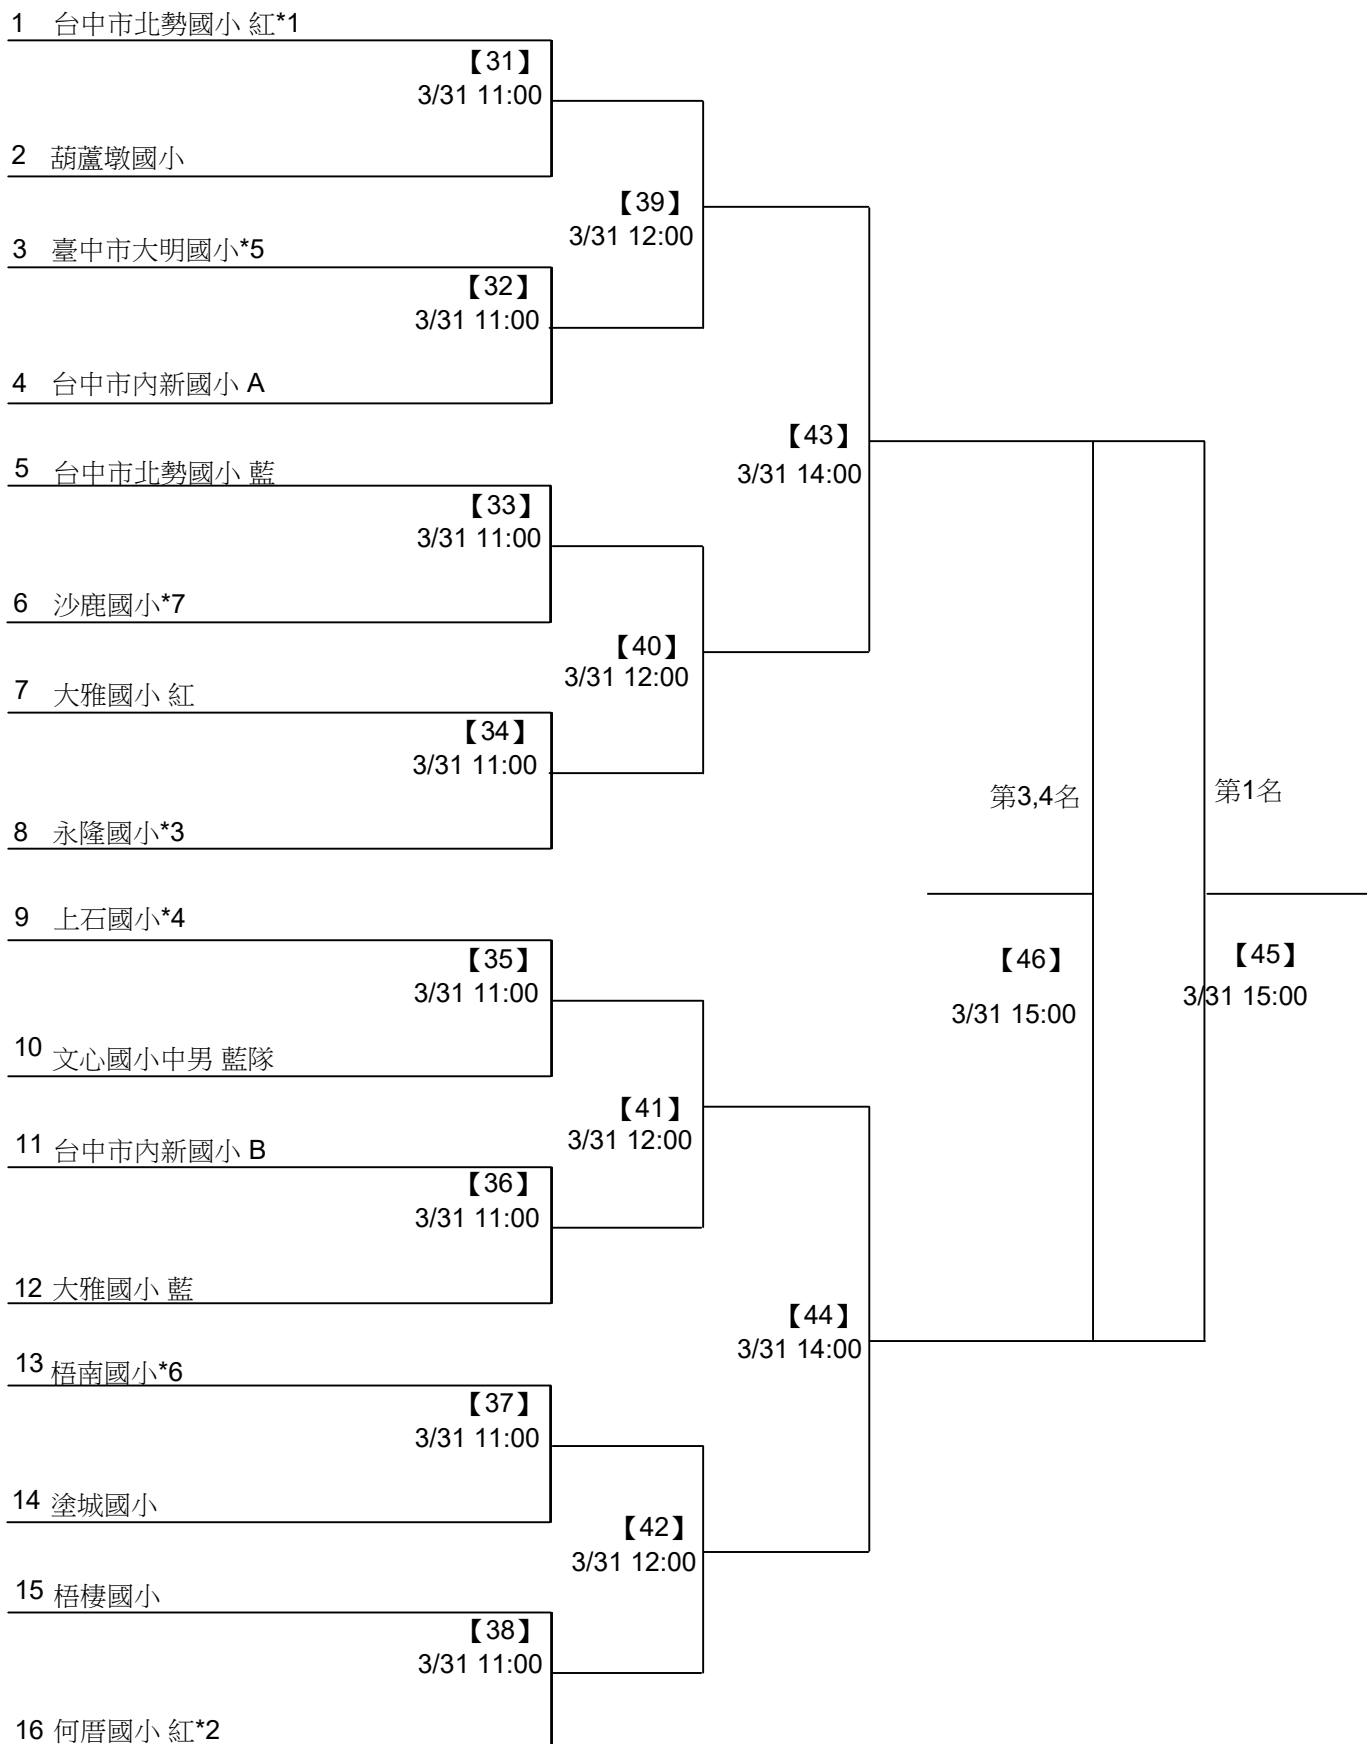 1 台中市北勢國小 紅*1
【31】
3/31 11:00
2 葫蘆墩國小
【39】
3/31 12:00
3 臺中市大明國小*5
【32】
3/31 11:00
4 台中市內新國小 A
【43】
3/31 14:00
5 台中市北勢國小 藍
【33】
3/31 11:00
6 沙鹿國小*7
【40】
3/31 12:00
7 大雅國小 紅
【34】
3/31 11:00
8 永隆國小*3
第3,4名
第1名
9 上石國小*4
【35】
3/31 11:00
【46】
3/31 15:00
【45】
3/31 15:00
10 文心國小中男 藍隊
【41】
3/31 12:00
11 台中市內新國小 B
【36】
3/31 11:00
12 大雅國小 藍
【44】
3/31 14:00
13 梧南國小*6
【37】
3/31 11:00
14 塗城國小
【42】
3/31 12:00
15 梧棲國小
【38】
3/31 11:00
16 何厝國小 紅*2